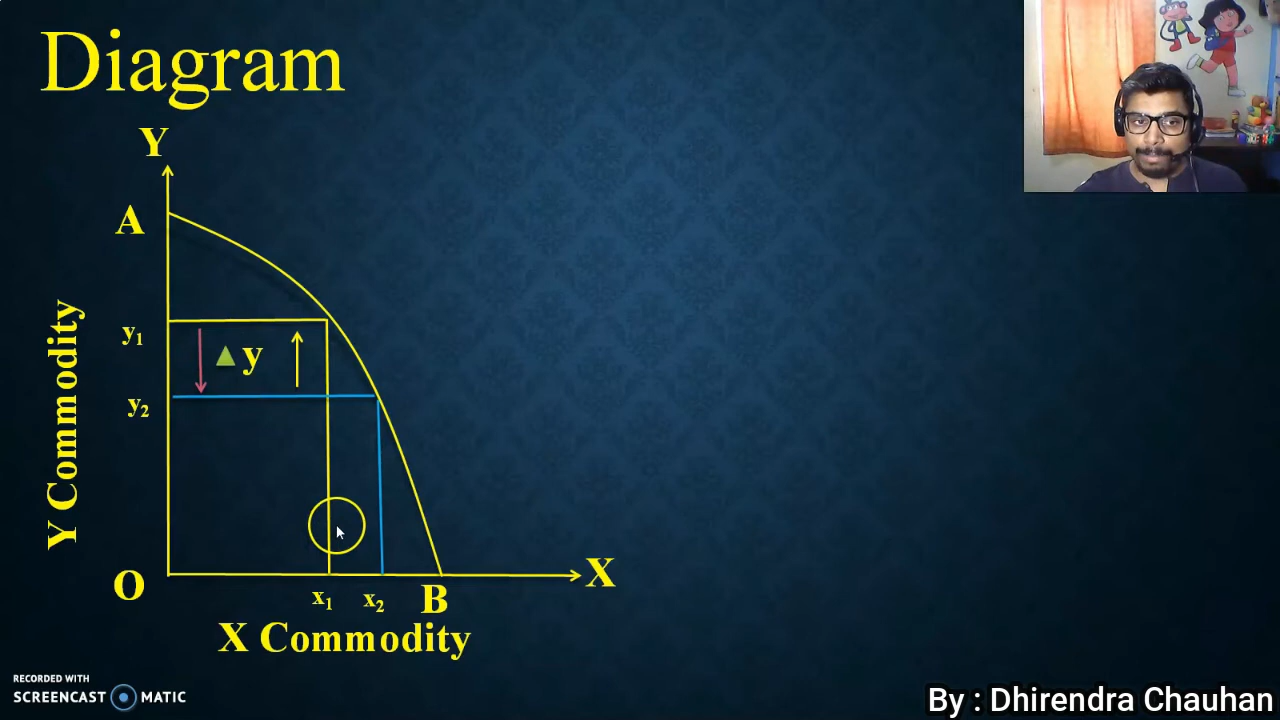 Diagram
Y
A
Y Commodity
y₁
▲y
y₂
O
x₁
x₂
B
X
X Commodity
RECORDED WITH
SCREENCAST MATIC
By : Dhirendra Chauhan